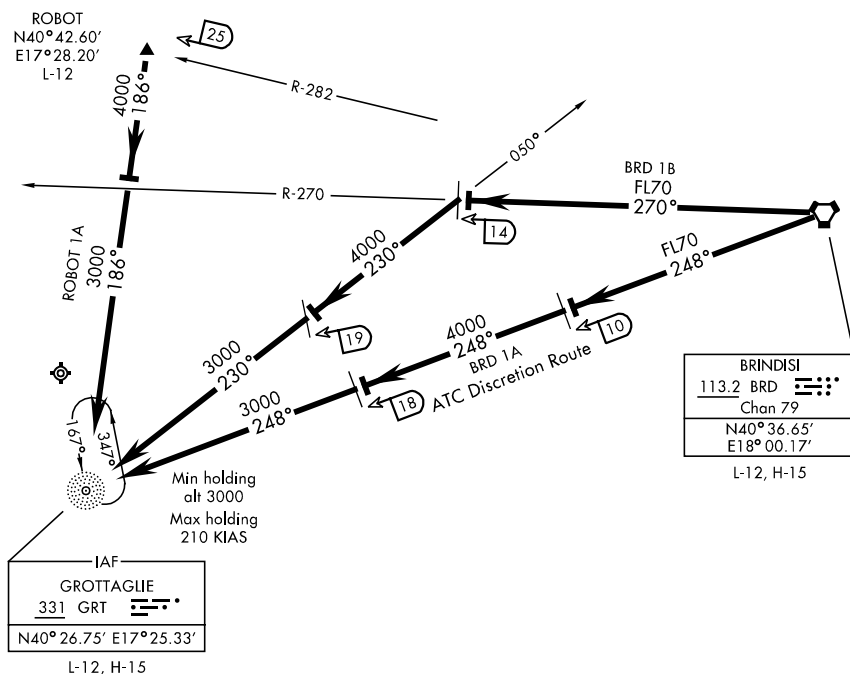 ROBOT
N40°42.60'
E17°28.20'
L-12
25
4000
186°
R-282
050°
R-270
BRD 1B
FL70
270°
14
ROBOT 1A
3000
186°
4000
230°
FL70
248°
19
10
3000
230°
4000
248°
BRD 1A
ATC Discretion Route
18
3000
248°
BRINDISI
113.2 BRD
Chan 79
N40°36.65'
E18°00.17'
L-12, H-15
167°
347°
Min holding
alt 3000
Max holding
210 KIAS
IAF
GROTTAGLIE
331 GRT
N40°26.75' E17°25.33'
L-12, H-15